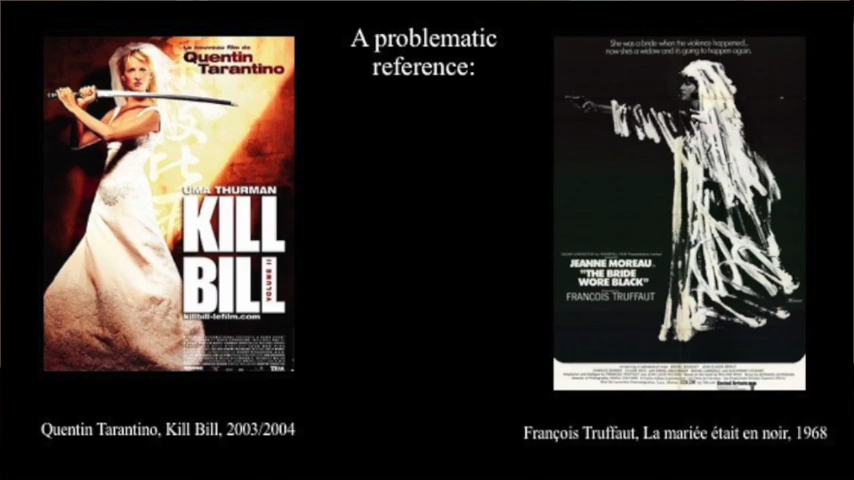 A problematic
reference:
Le nouveau film de
Quentin
Tarantino
UMA THURMAN
KILL
BILL
VOLUME II
killbill-lefilm.com
Quentin Tarantino, Kill Bill, 2003/2004
She was a bride when the violence happened...
now she's a widow and its going to happen again.
JEANNE MOREAU
"THE BRIDE
WORE BLACK"
FRANCOIS TRUFFAUT
François Truffaut, La mariée était en noir, 1968